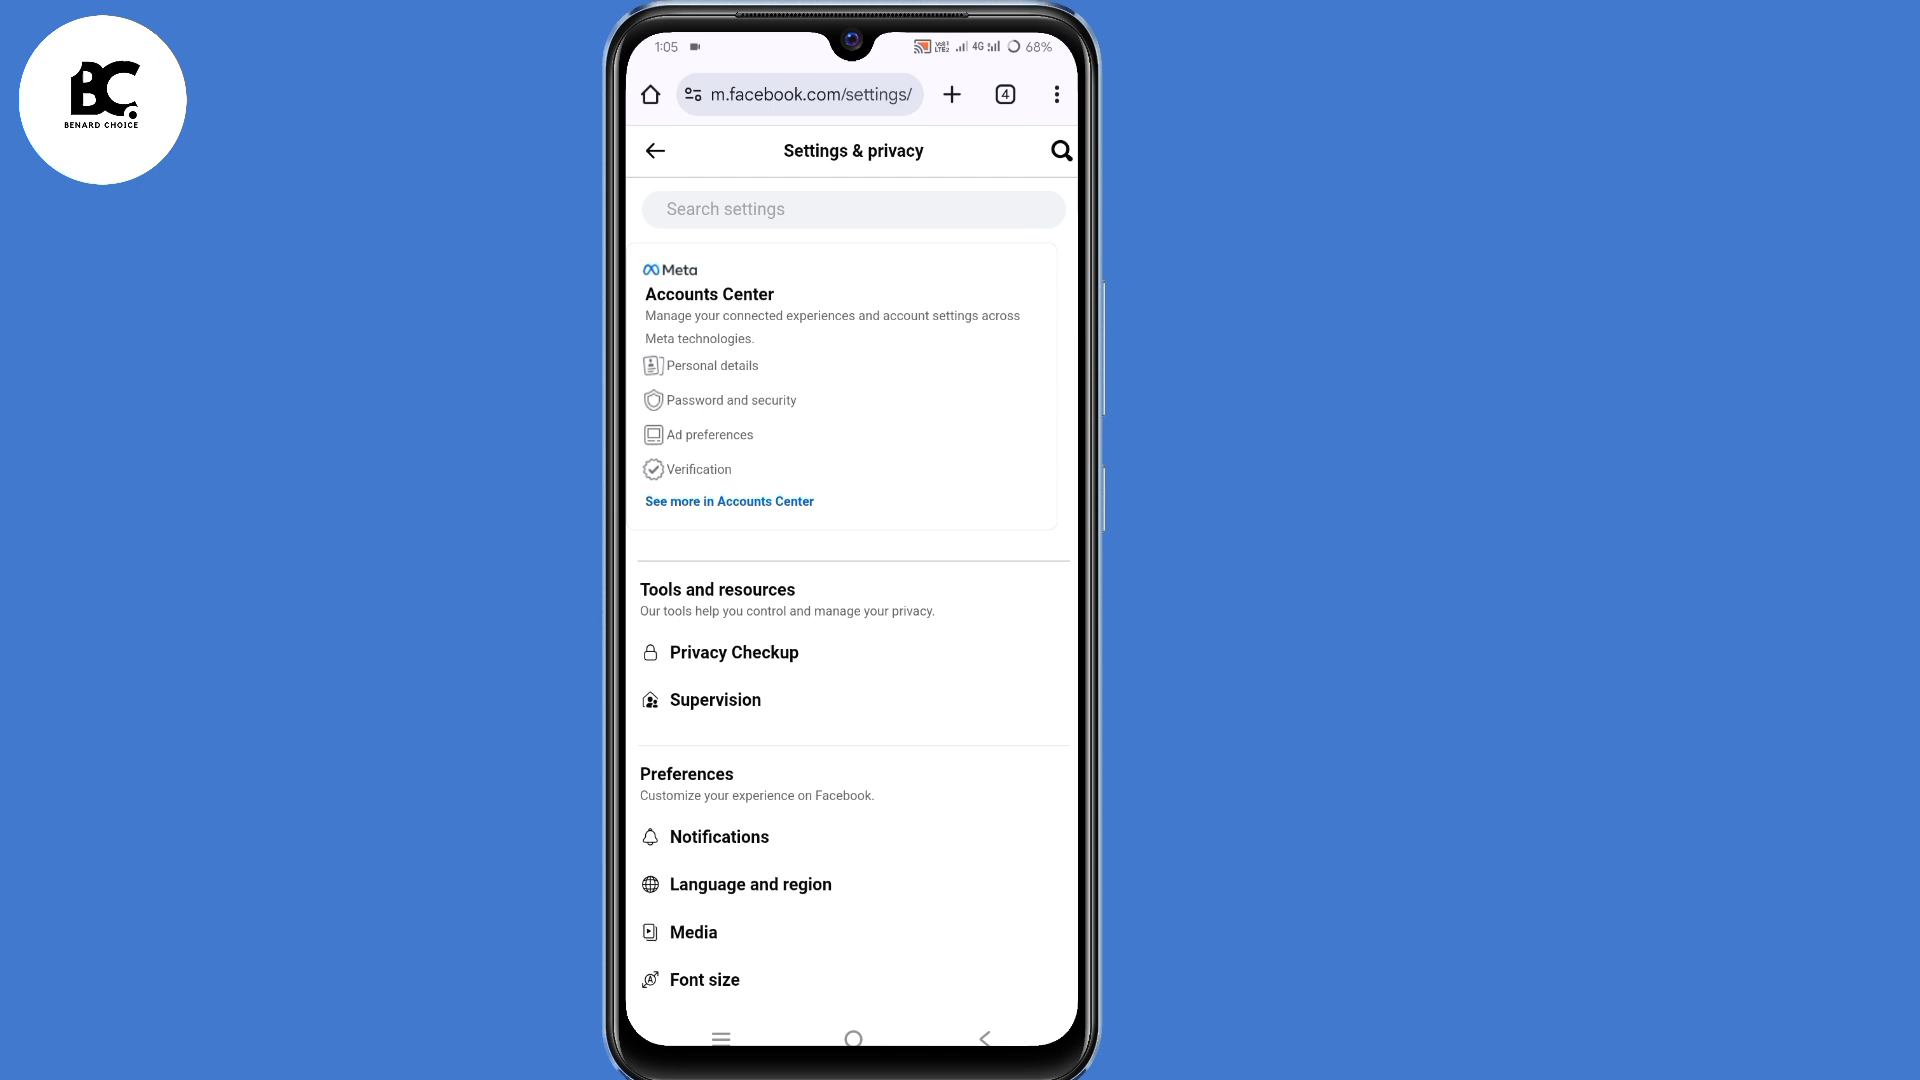 BC.
BENARD CHOICE
1:05
4G
68%
m.facebook.com/settings/
4
Settings & privacy
Search settings
Meta
Accounts Center
Manage your connected experiences and account settings across
Meta technologies.
Personal details
Password and security
Ad preferences
Verification
See more in Accounts Center
Tools and resources
Our tools help you control and manage your privacy.
Privacy Checkup
Supervision
Preferences
Customize your experience on Facebook.
Notifications
Language and region
Media
Font size